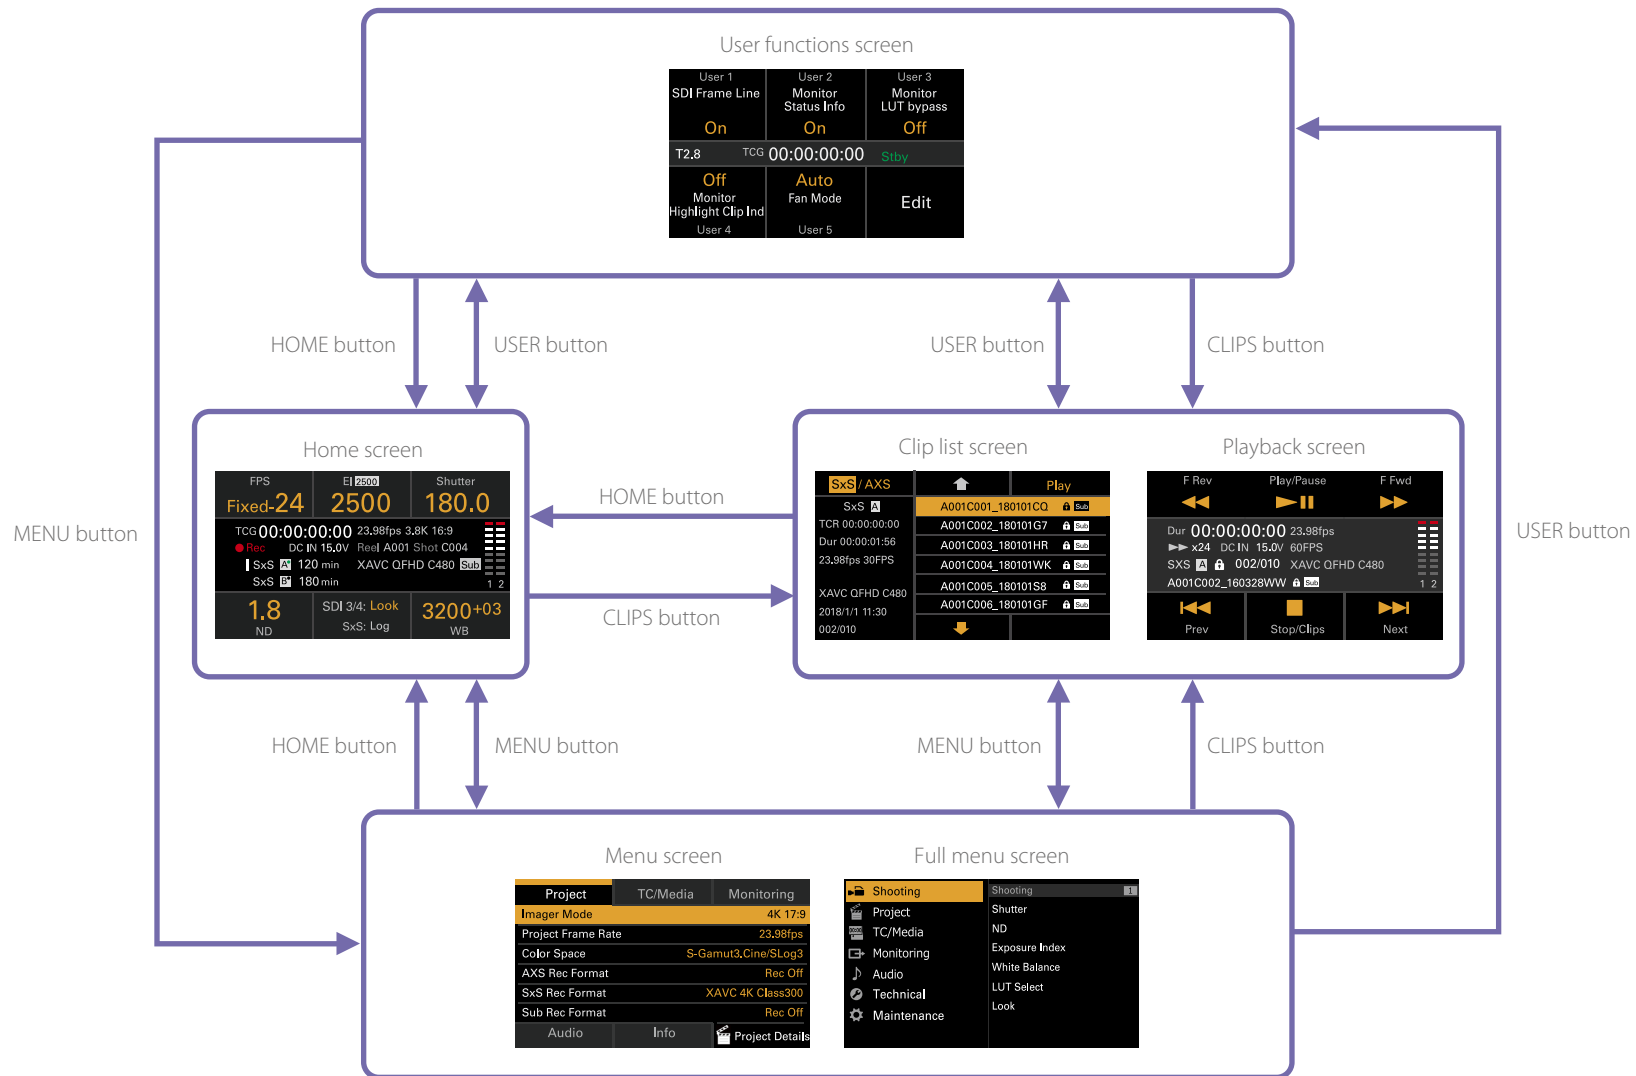 User functions screen
User 1
SDI Frame Line
On
User 2
Monitor
Status Info
On
User 3
Monitor
LUT bypass
Off
T2.8 TCG 00:00:00:00 Stby
Off
Monitor
Highlight Clip Ind
User 4
Auto
Fan Mode
User 5
Edit
HOME button
USER button
USER button
CLIPS button
MENU button
USER button
Home screen
FPS
Fixed-24
EI 2500
2500
Shutter
180.0
TCG 00:00:00:00 23.98fps 3.8K 16:9
Rec DC IN 15.0V Reel A001 Shot C004
SxS A 120 min XAVC QFHD C480 Sub
SxS B 180 min
1 2
1.8
ND
SDI 3/4: Look
SxS: Log
3200+03
WB
HOME button
CLIPS button
Clip list screen
SxS / AXS
Play
SxS A
TCR 00:00:00:00
Dur 00:00:01:56
23.98fps 30FPS
XAVC QFHD C480
2018/1/1 11:30
002/010
A001C001_180101CQ Sub
A001C002_180101G7 Sub
A001C003_180101HR Sub
A001C004_180101WK Sub
A001C005_180101S8 Sub
A001C006_180101GF Sub
Playback screen
F Rev
Play/Pause
F Fwd
Dur 00:00:00:00 23.98fps
x24 DC IN 15.0V 60FPS
SXS A 002/010 XAVC QFHD C480
A001C002_160328WW Sub
1 2
Prev
Stop/Clips
Next
HOME button
MENU button
MENU button
CLIPS button
Menu screen
Project
TC/Media
Monitoring
Imager Mode 4K 17:9
Project Frame Rate 23.98fps
Color Space S-Gamut3.Cine/SLog3
AXS Rec Format Rec Off
SxS Rec Format XAVC 4K Class300
Sub Rec Format Rec Off
Audio
Info
Project Details
Full menu screen
Shooting
Project
TC/Media
Monitoring
Audio
Technical
Maintenance
Shooting 1
Shutter
ND
Exposure Index
White Balance
LUT Select
Look